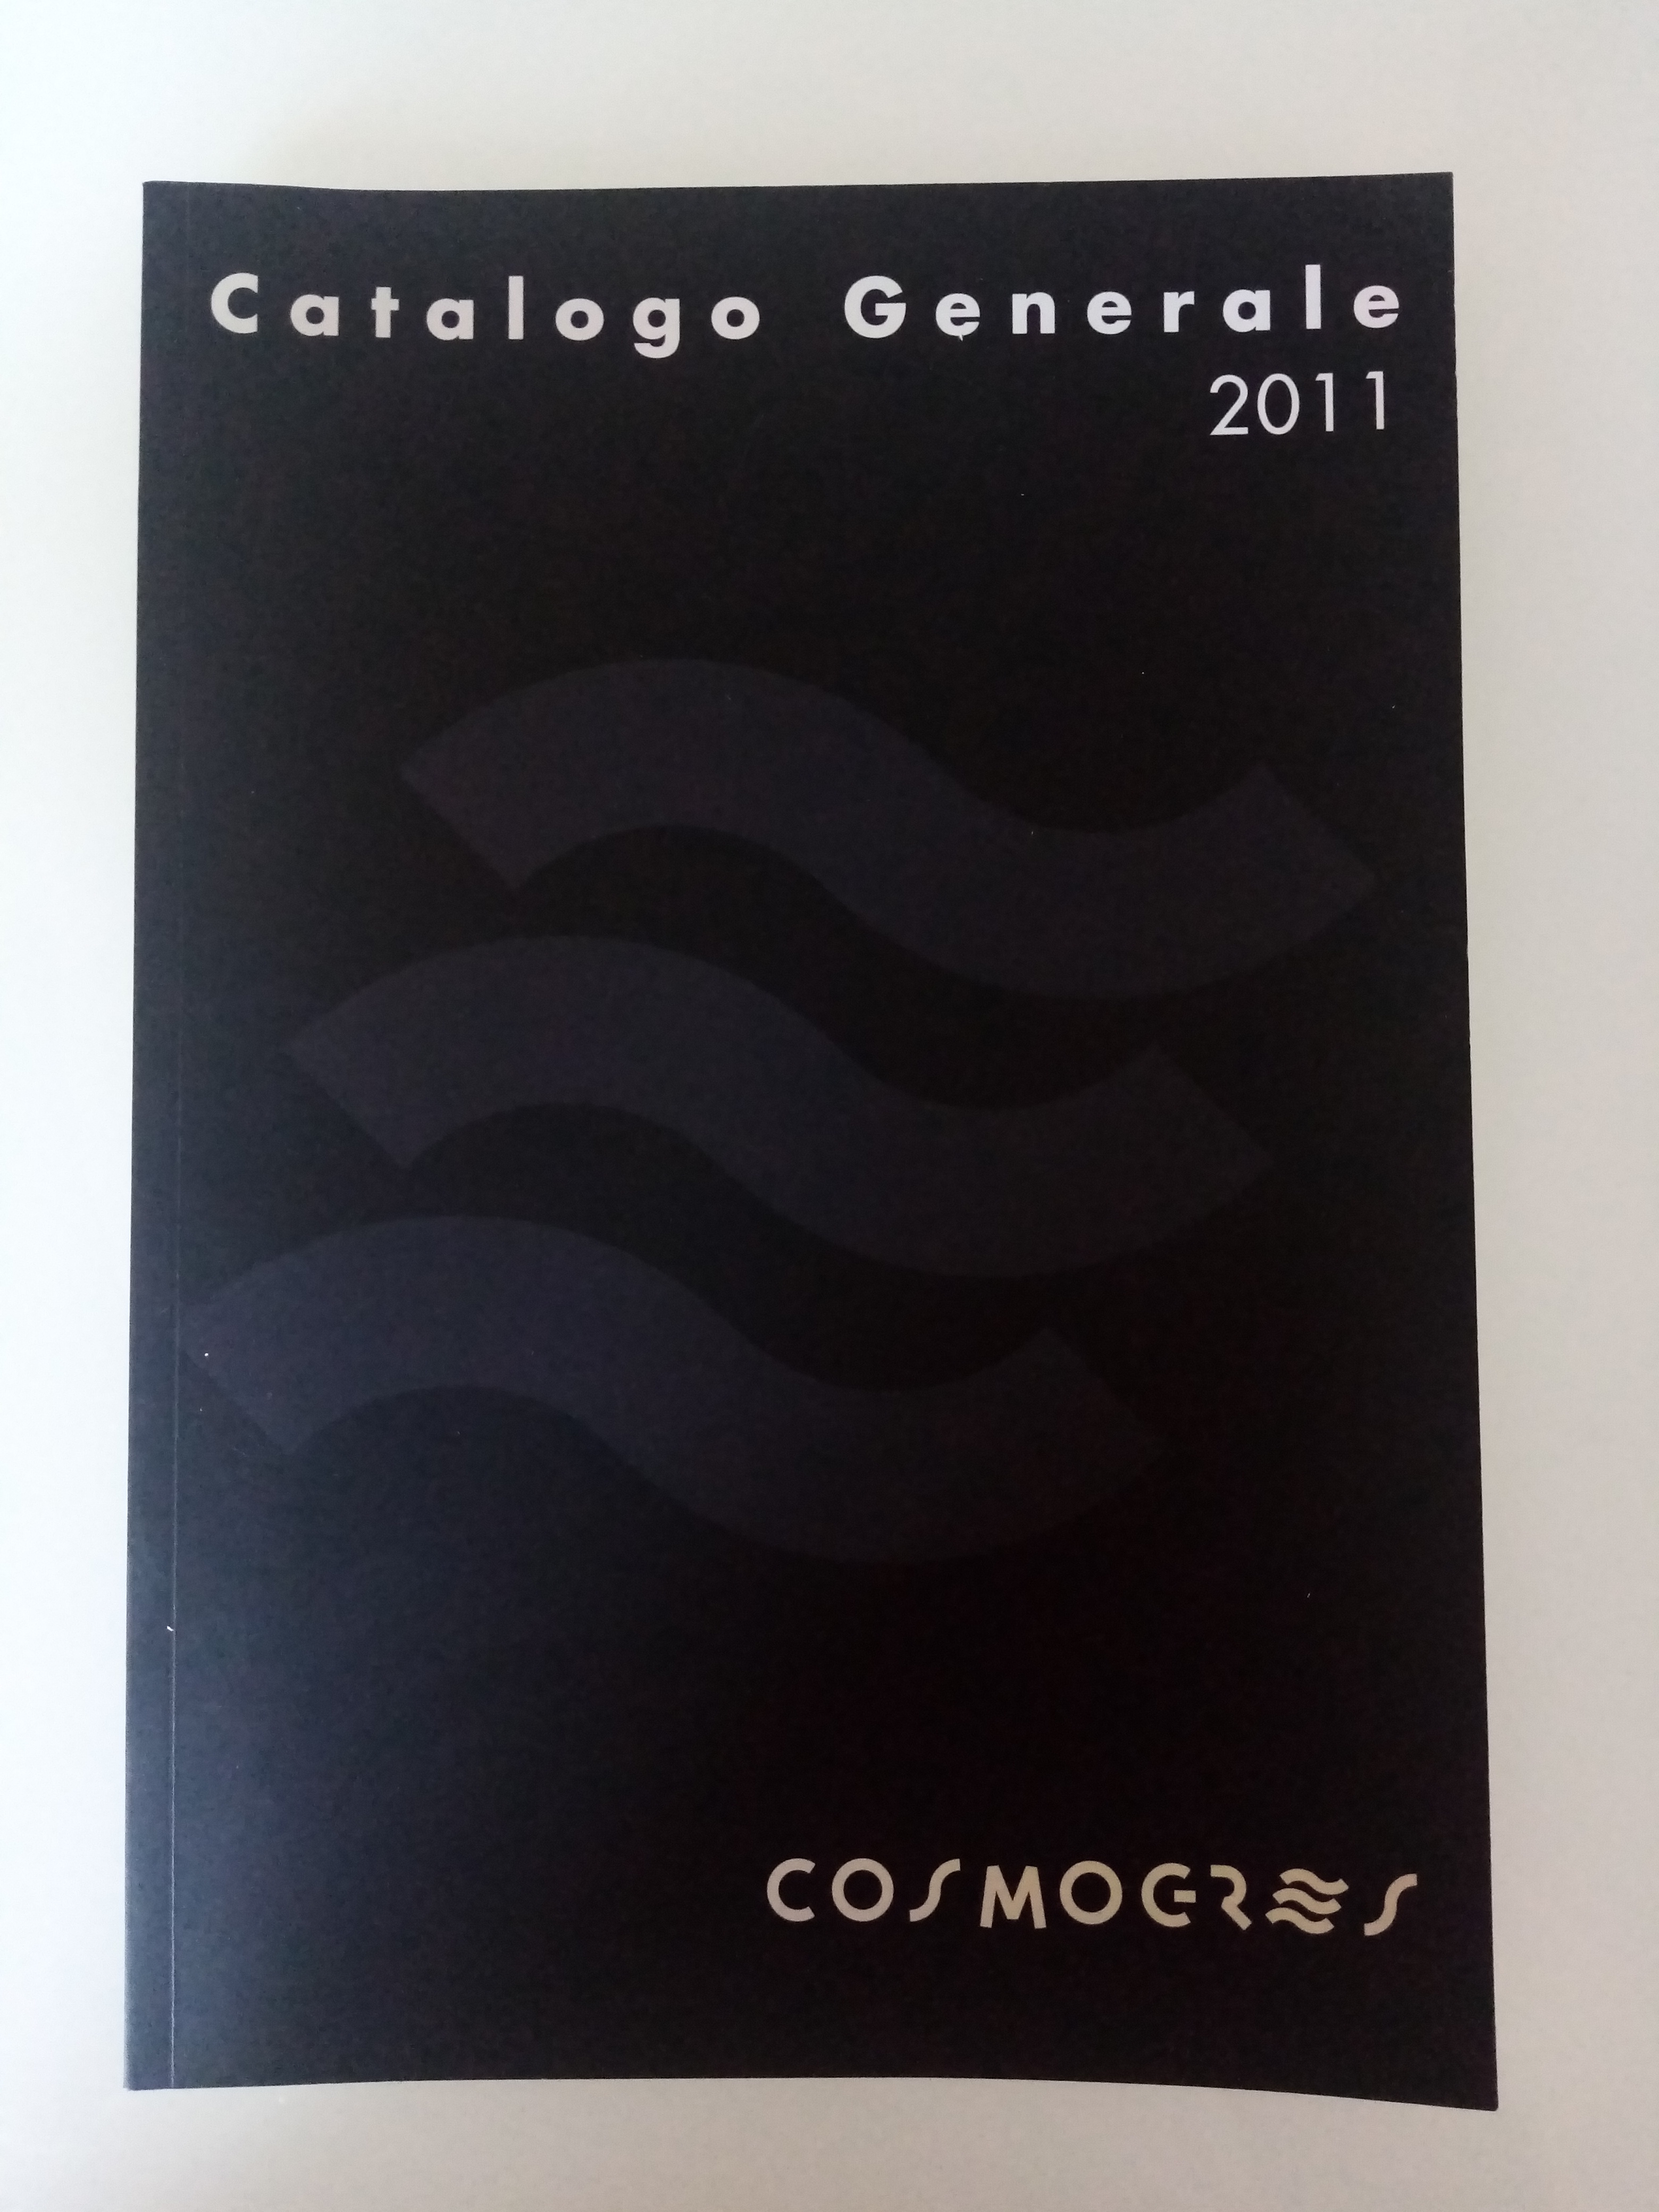 Catalogo Generale
2011
COSMOGRES